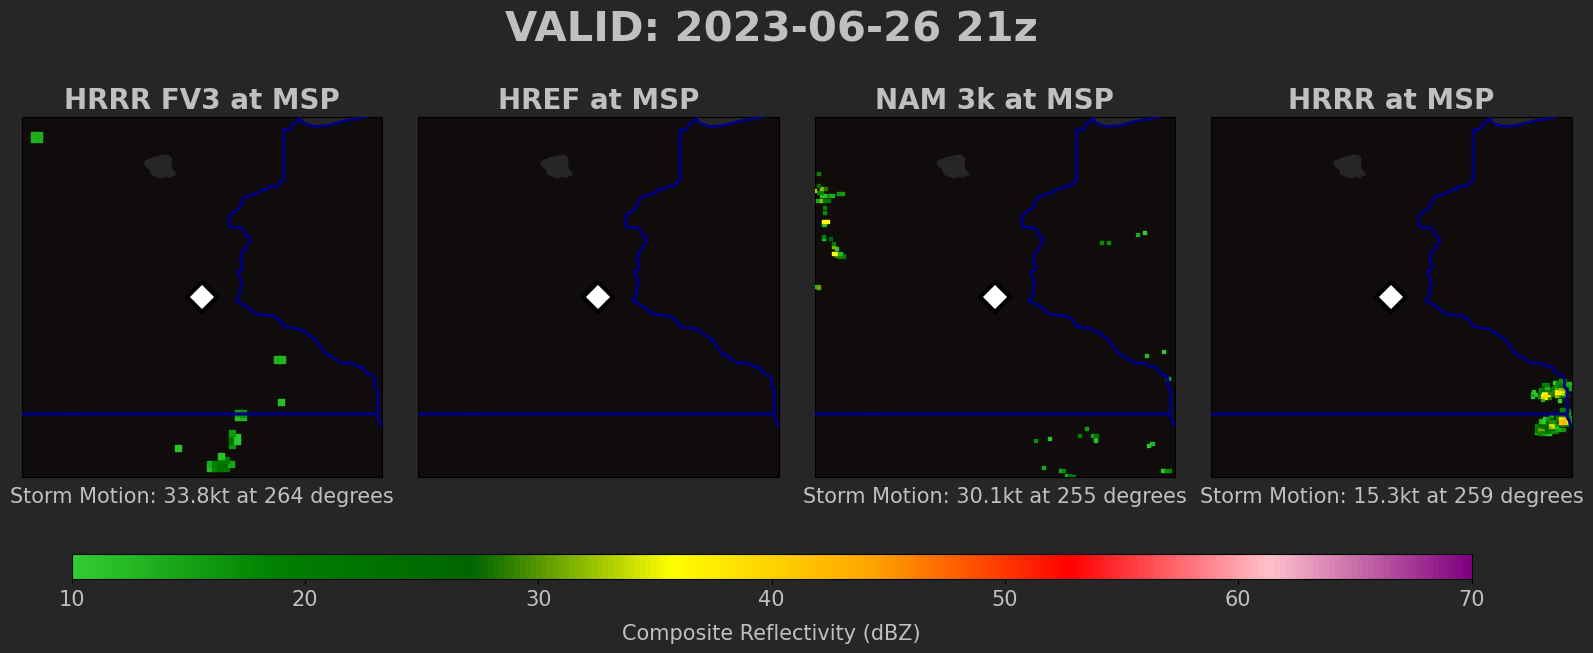 VALID: 2023-06-26 21z
HRRR FV3 at MSP
HREF at MSP
NAM 3k at MSP
HRRR at MSP
Storm Motion: 33.8kt at 264 degrees
Storm Motion: 30.1kt at 255 degrees
Storm Motion: 15.3kt at 259 degrees
10 20 30 40 50 60 70
Composite Reflectivity (dBZ)